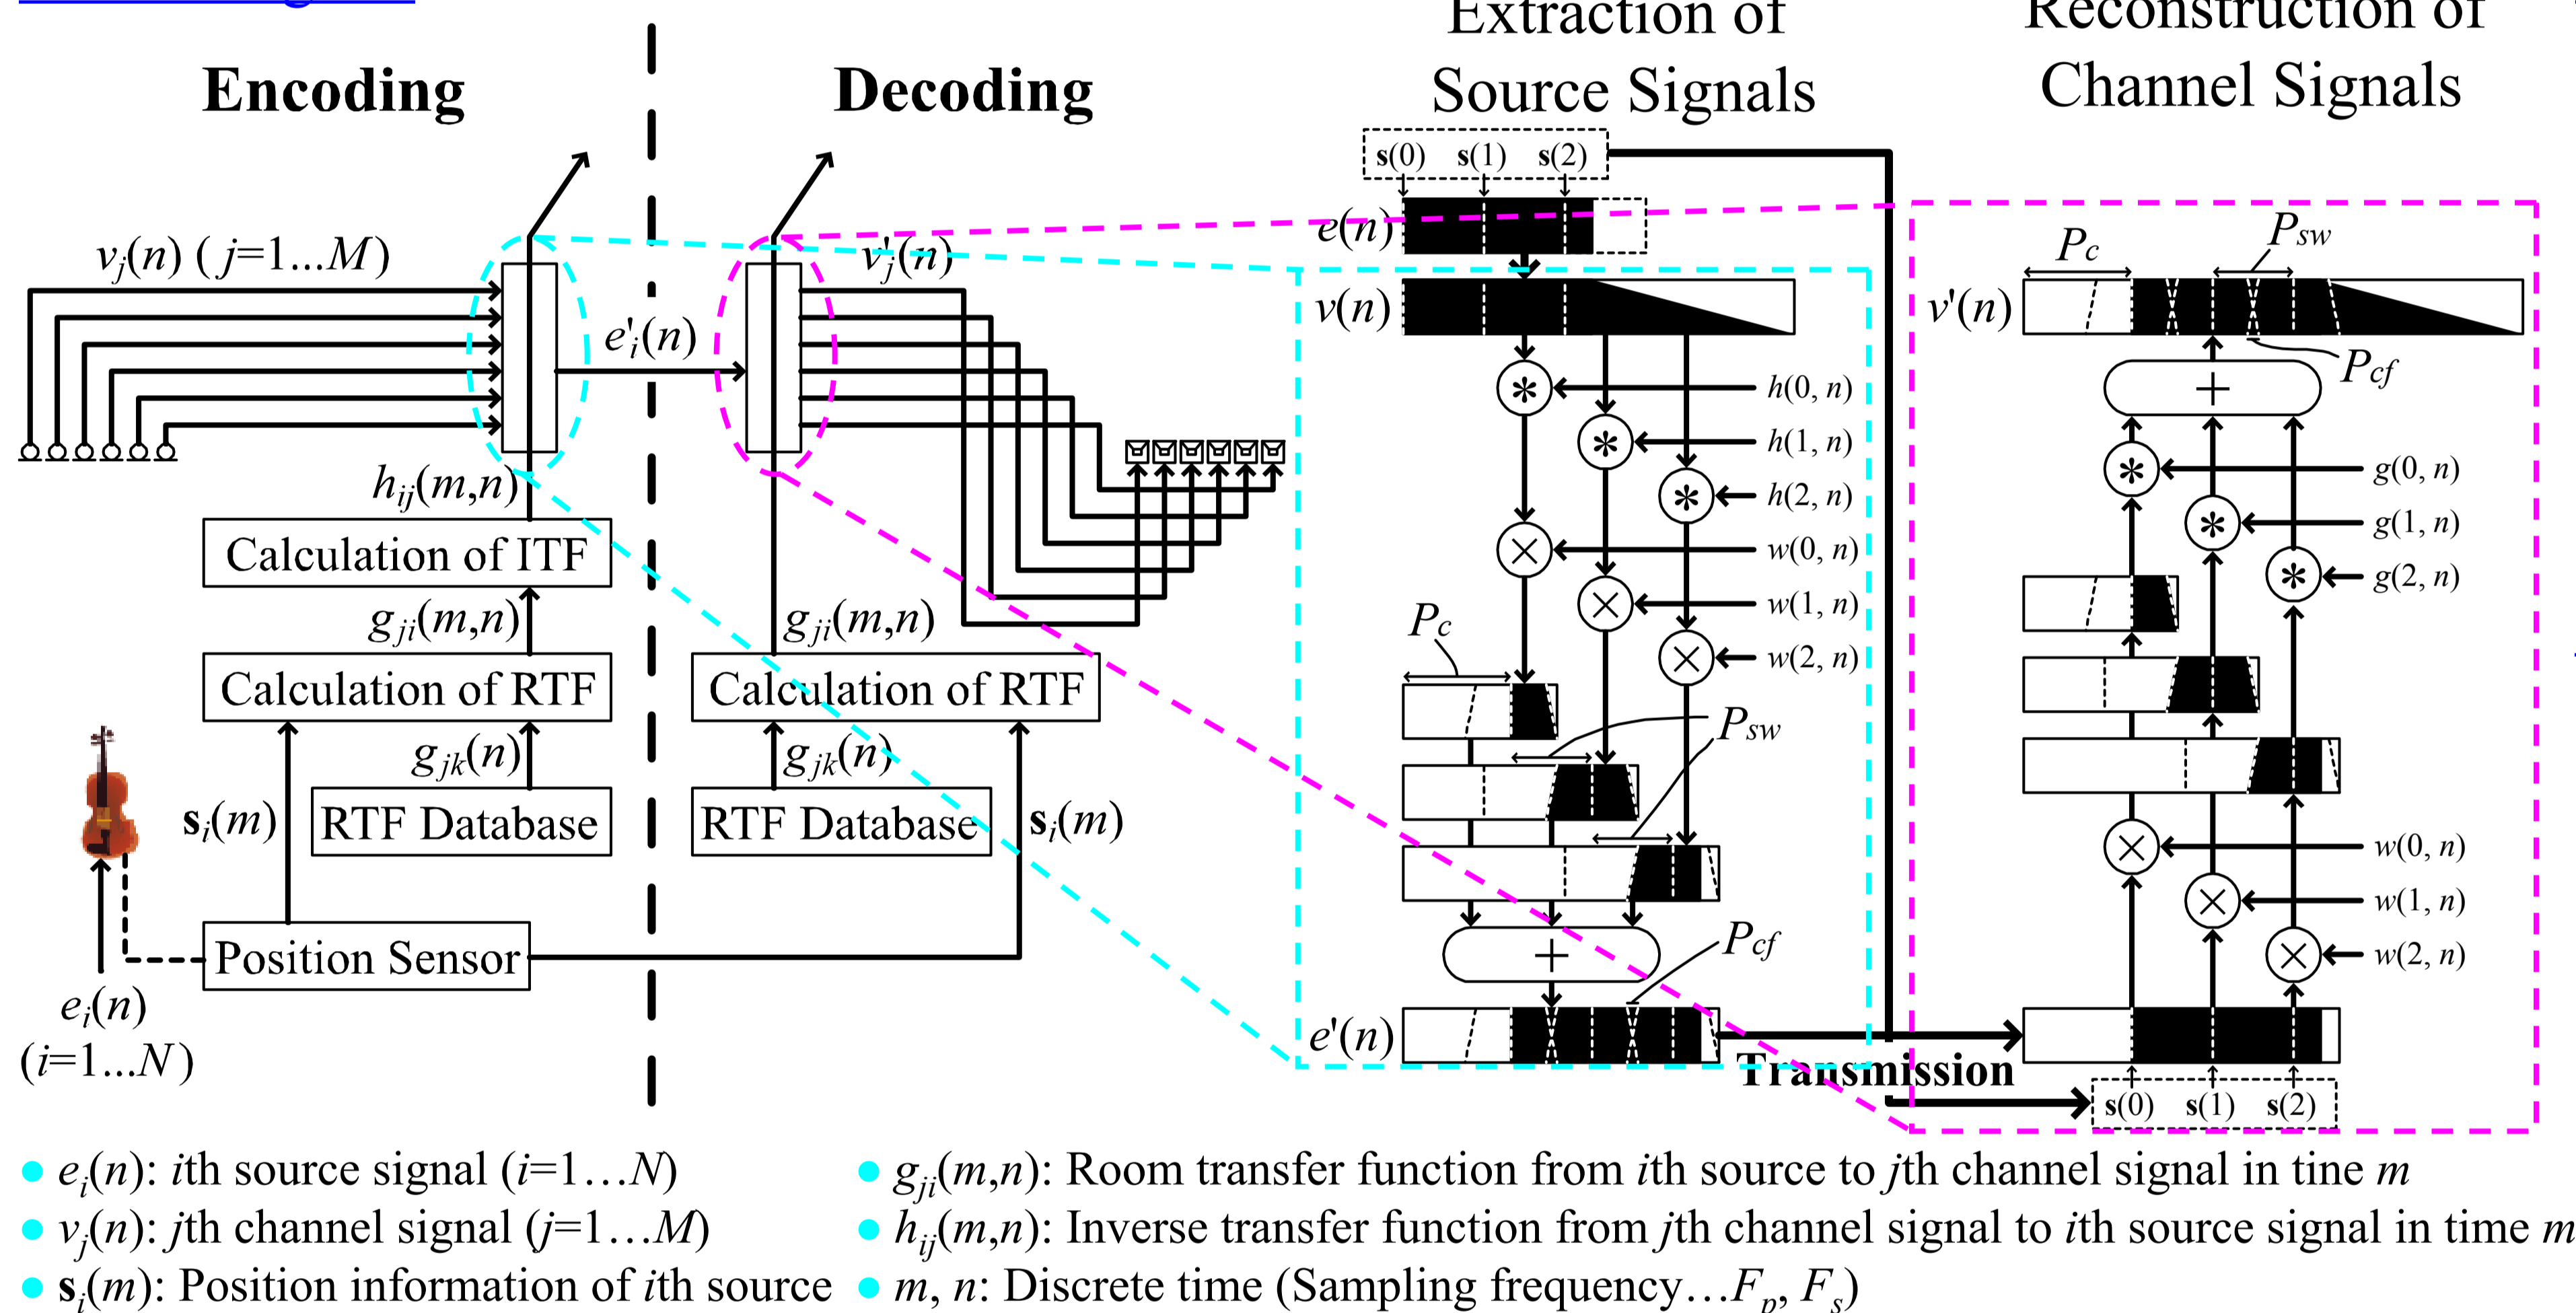 Extraction of
Source Signals
Reconstruction of
Channel Signals
Encoding
Decoding
s(0) s(1) s(2)
e(n)
v(n)
v_j(n) (j=1...M)
v'_j(n)
e'_i(n)
h_ij(m,n)
Calculation of ITF
g_ji(m,n)
Calculation of RTF
g_jk(n)
RTF Database
s_i(m)
Position Sensor
e_i(n)
(i=1...N)
g_ji(m,n)
Calculation of RTF
g_jk(n)
RTF Database
s_i(m)
h(0, n)
h(1, n)
h(2, n)
w(0, n)
w(1, n)
w(2, n)
P_c
P_sw
+
P_cf
e'(n)
Transmission
P_c
P_sw
v'(n)
P_cf
+
g(0, n)
g(1, n)
g(2, n)
w(0, n)
w(1, n)
w(2, n)
s(0) s(1) s(2)
● e_i(n): ith source signal (i=1…N)
● v_j(n): jth channel signal (j=1…M)
● s_i(m): Position information of ith source
● g_ji(m,n): Room transfer function from ith source to jth channel signal in tine m
● h_ij(m,n): Inverse transfer function from jth channel signal to ith source signal in time m
● m, n: Discrete time (Sampling frequency…F_p, F_s)